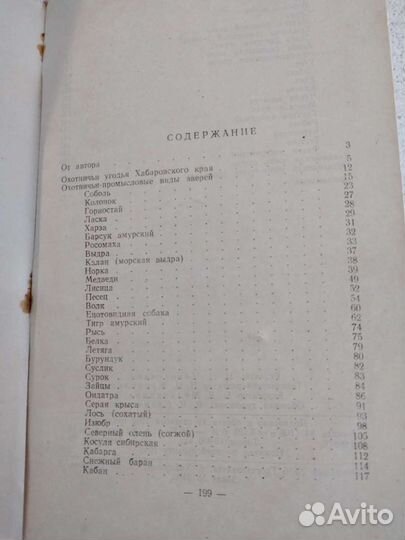 СОДЕРЖАНИЕ
От автора 3
Охотничьи угодья Хабаровского края 5
Охотничьи-промысловые виды зверей 12
Соболь 15
Колонок 23
Горностай 27
Ласка 28
Харза 29
Барсук амурский 31
Росомаха 32
Выдра 33
Калан (морская выдра) 37
Норка 38
Медведи 39
Лисица 49
Песец 52
Волк 54
Енотовидная собака 60
Тигр амурский 62
Рысь 74
Белка 75
Летяга 79
Бурундук 80
Суслик 82
Сурок 83
Зайцы 84
Ондатра 86
Серая крыса 91
Лось (сохатый) 93
Изюбр 98
Северный олень (согжой) 105
Косуля сибирская 108
Кабарга 112
Снежный баран 114
Кабан 117
— 199 —
Avito